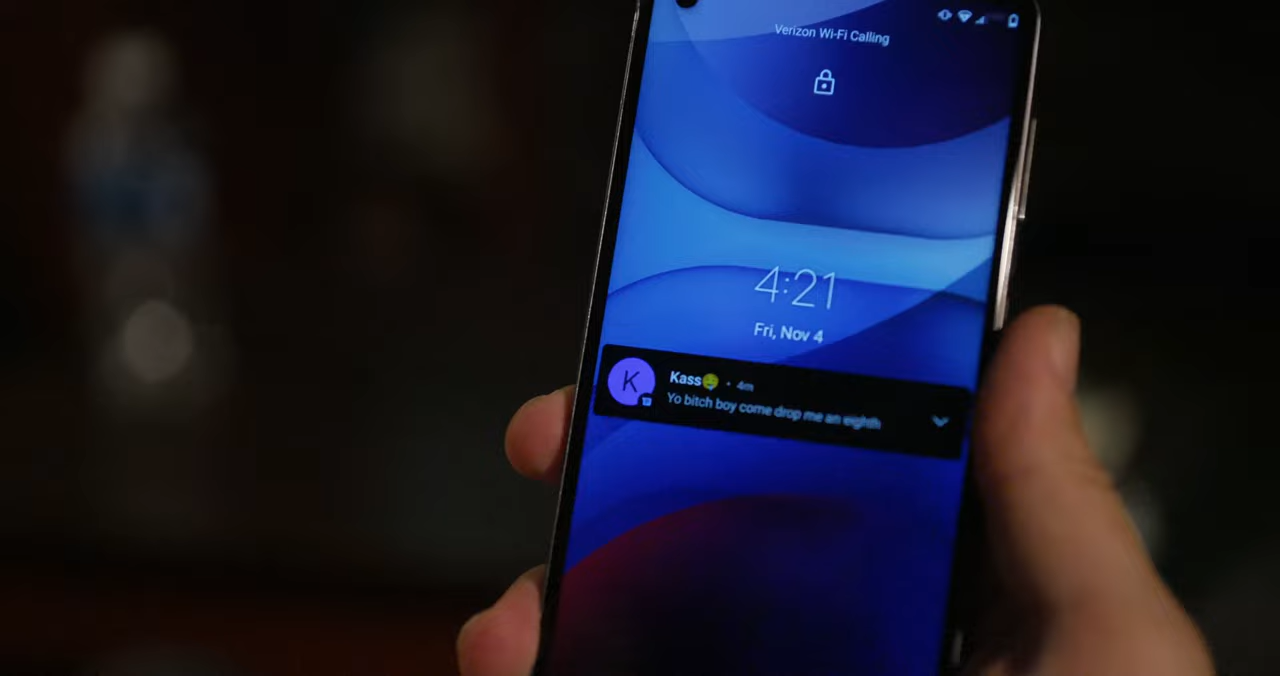 Verizon Wi-Fi Calling
4:21
Fri, Nov 4
K
Kass🤤 • 4m
Yo bitch boy come drop me an eighth